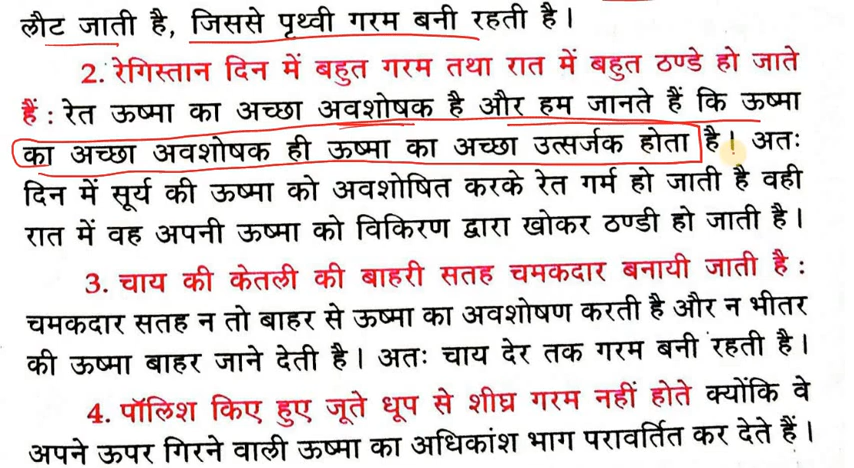 लौट जाती है, जिससे पृथ्वी गरम बनी रहती है।
2. रेगिस्तान दिन में बहुत गरम तथा रात में बहुत ठण्डे हो जाते
हैं : रेत ऊष्मा का अच्छा अवशोषक है और हम जानते हैं कि ऊष्मा
का अच्छा अवशोषक ही ऊष्मा का अच्छा उत्सर्जक होता है। अतः
दिन में सूर्य की ऊष्मा को अवशोषित करके रेत गर्म हो जाती है वही
रात में वह अपनी ऊष्मा को विकिरण द्वारा खोकर ठण्डी हो जाती है।
3. चाय की केतली की बाहरी सतह चमकदार बनायी जाती है :
चमकदार सतह न तो बाहर से ऊष्मा का अवशोषण करती है और न भीतर
की ऊष्मा बाहर जाने देती है। अतः चाय देर तक गरम बनी रहती है।
4. पॉलिश किए हुए जूते धूप से शीघ्र गरम नहीं होते क्योंकि वे
अपने ऊपर गिरने वाली ऊष्मा का अधिकांश भाग परावर्तित कर देते हैं।